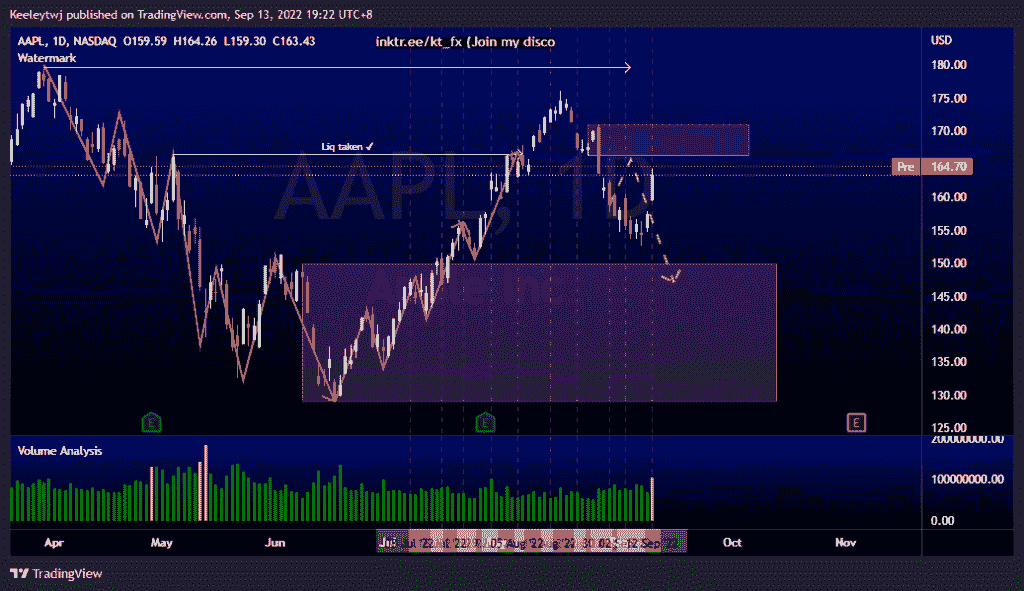 Keeleytwj published on TradingView.com, Sep 13, 2022 19:22 UTC+8
AAPL, 1D, NASDAQ O159.59 H164.26 L159.30 C163.43
inktr.ee/kt_fx (Join my disco
USD
Watermark
180.00
175.00
170.00
Liq taken ✓
AAPL, 1D
Pre 164.70
160.00
155.00
150.00
145.00
140.00
135.00
130.00
E E E
125.00
200000000.00
Volume Analysis
100000000.00
0.00
Apr May Jun Aug '22 Sep Oct Nov
TradingView